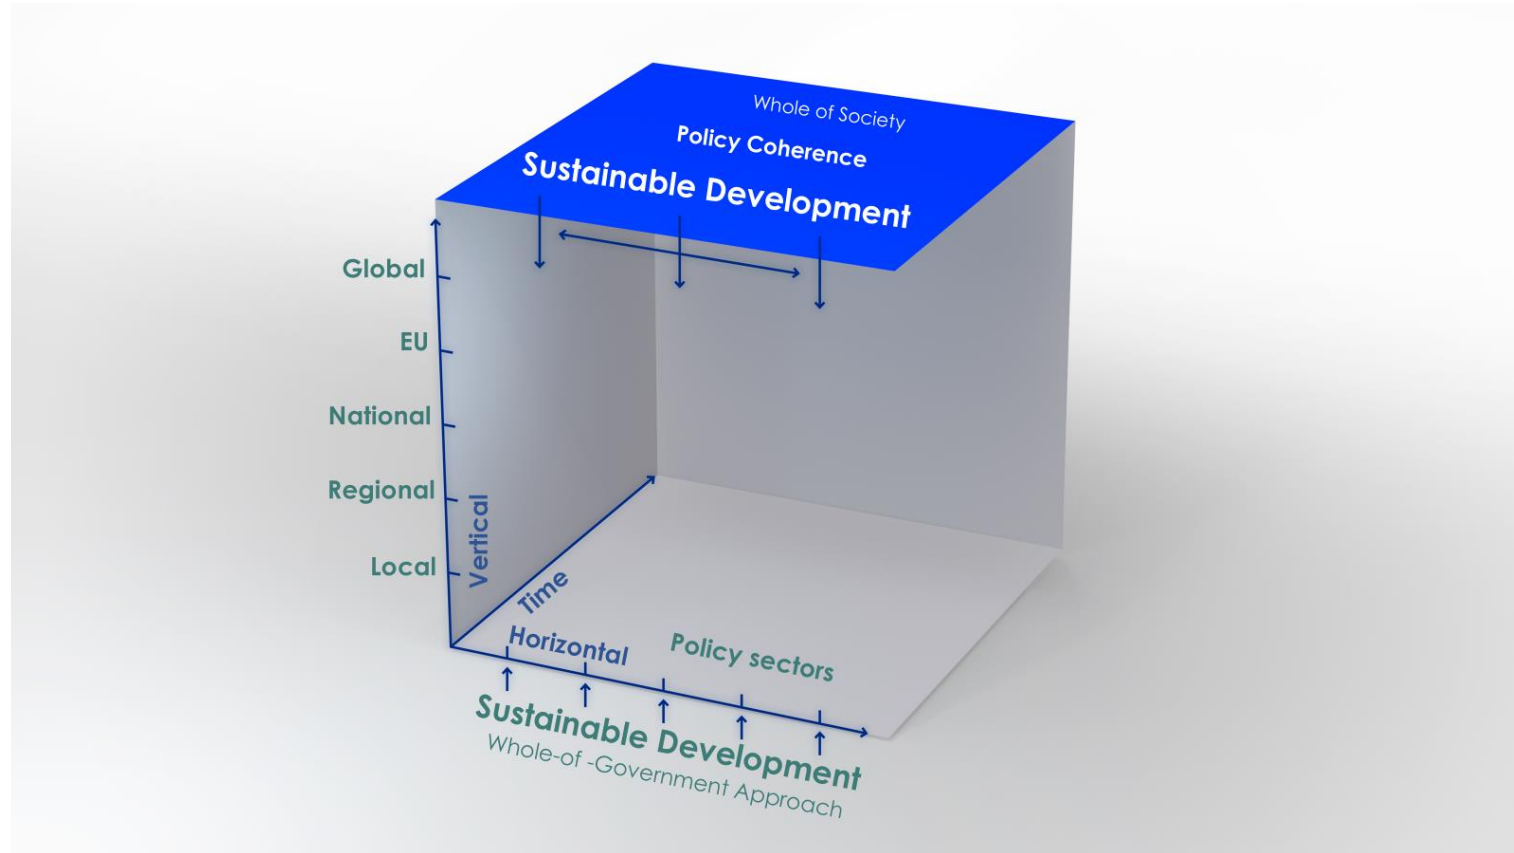 Whole of Society
Policy Coherence
Sustainable Development
Global
EU
National
Regional
Local
Vertical
Time
Horizontal
Policy sectors
Sustainable Development
Whole-of -Government Approach